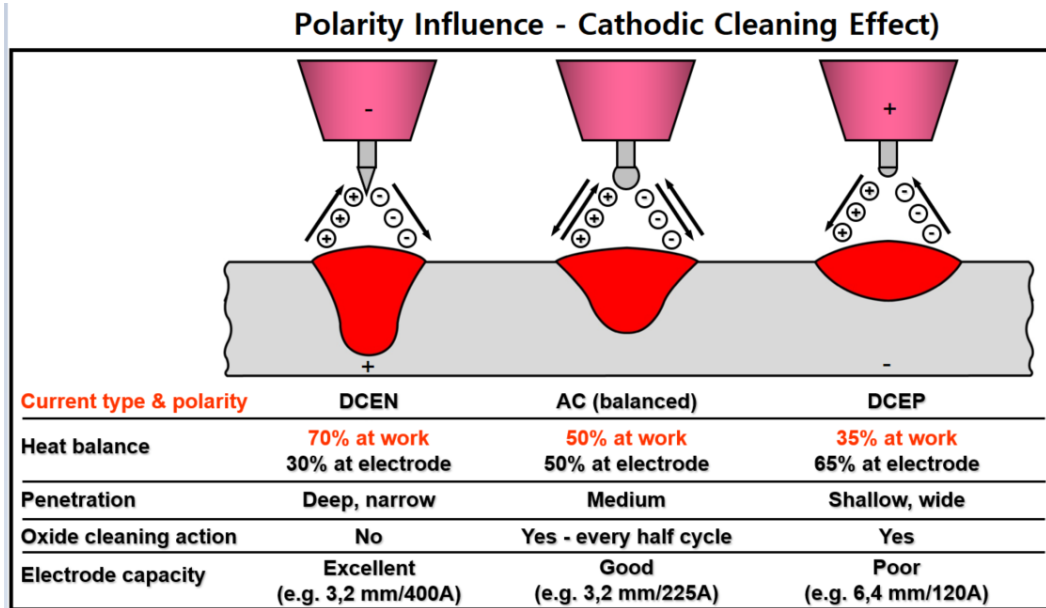 Polarity Influence - Cathodic Cleaning Effect)
- +
+ - + - + -
+ - + - + -
+ - + - + -
+ -
Current type & polarity DCEN AC (balanced) DCEP
Heat balance 70% at work 50% at work 35% at work
30% at electrode 50% at electrode 65% at electrode
Penetration Deep, narrow Medium Shallow, wide
Oxide cleaning action No Yes - every half cycle Yes
Electrode capacity Excellent Good Poor
(e.g. 3,2 mm/400A) (e.g. 3,2 mm/225A) (e.g. 6,4 mm/120A)